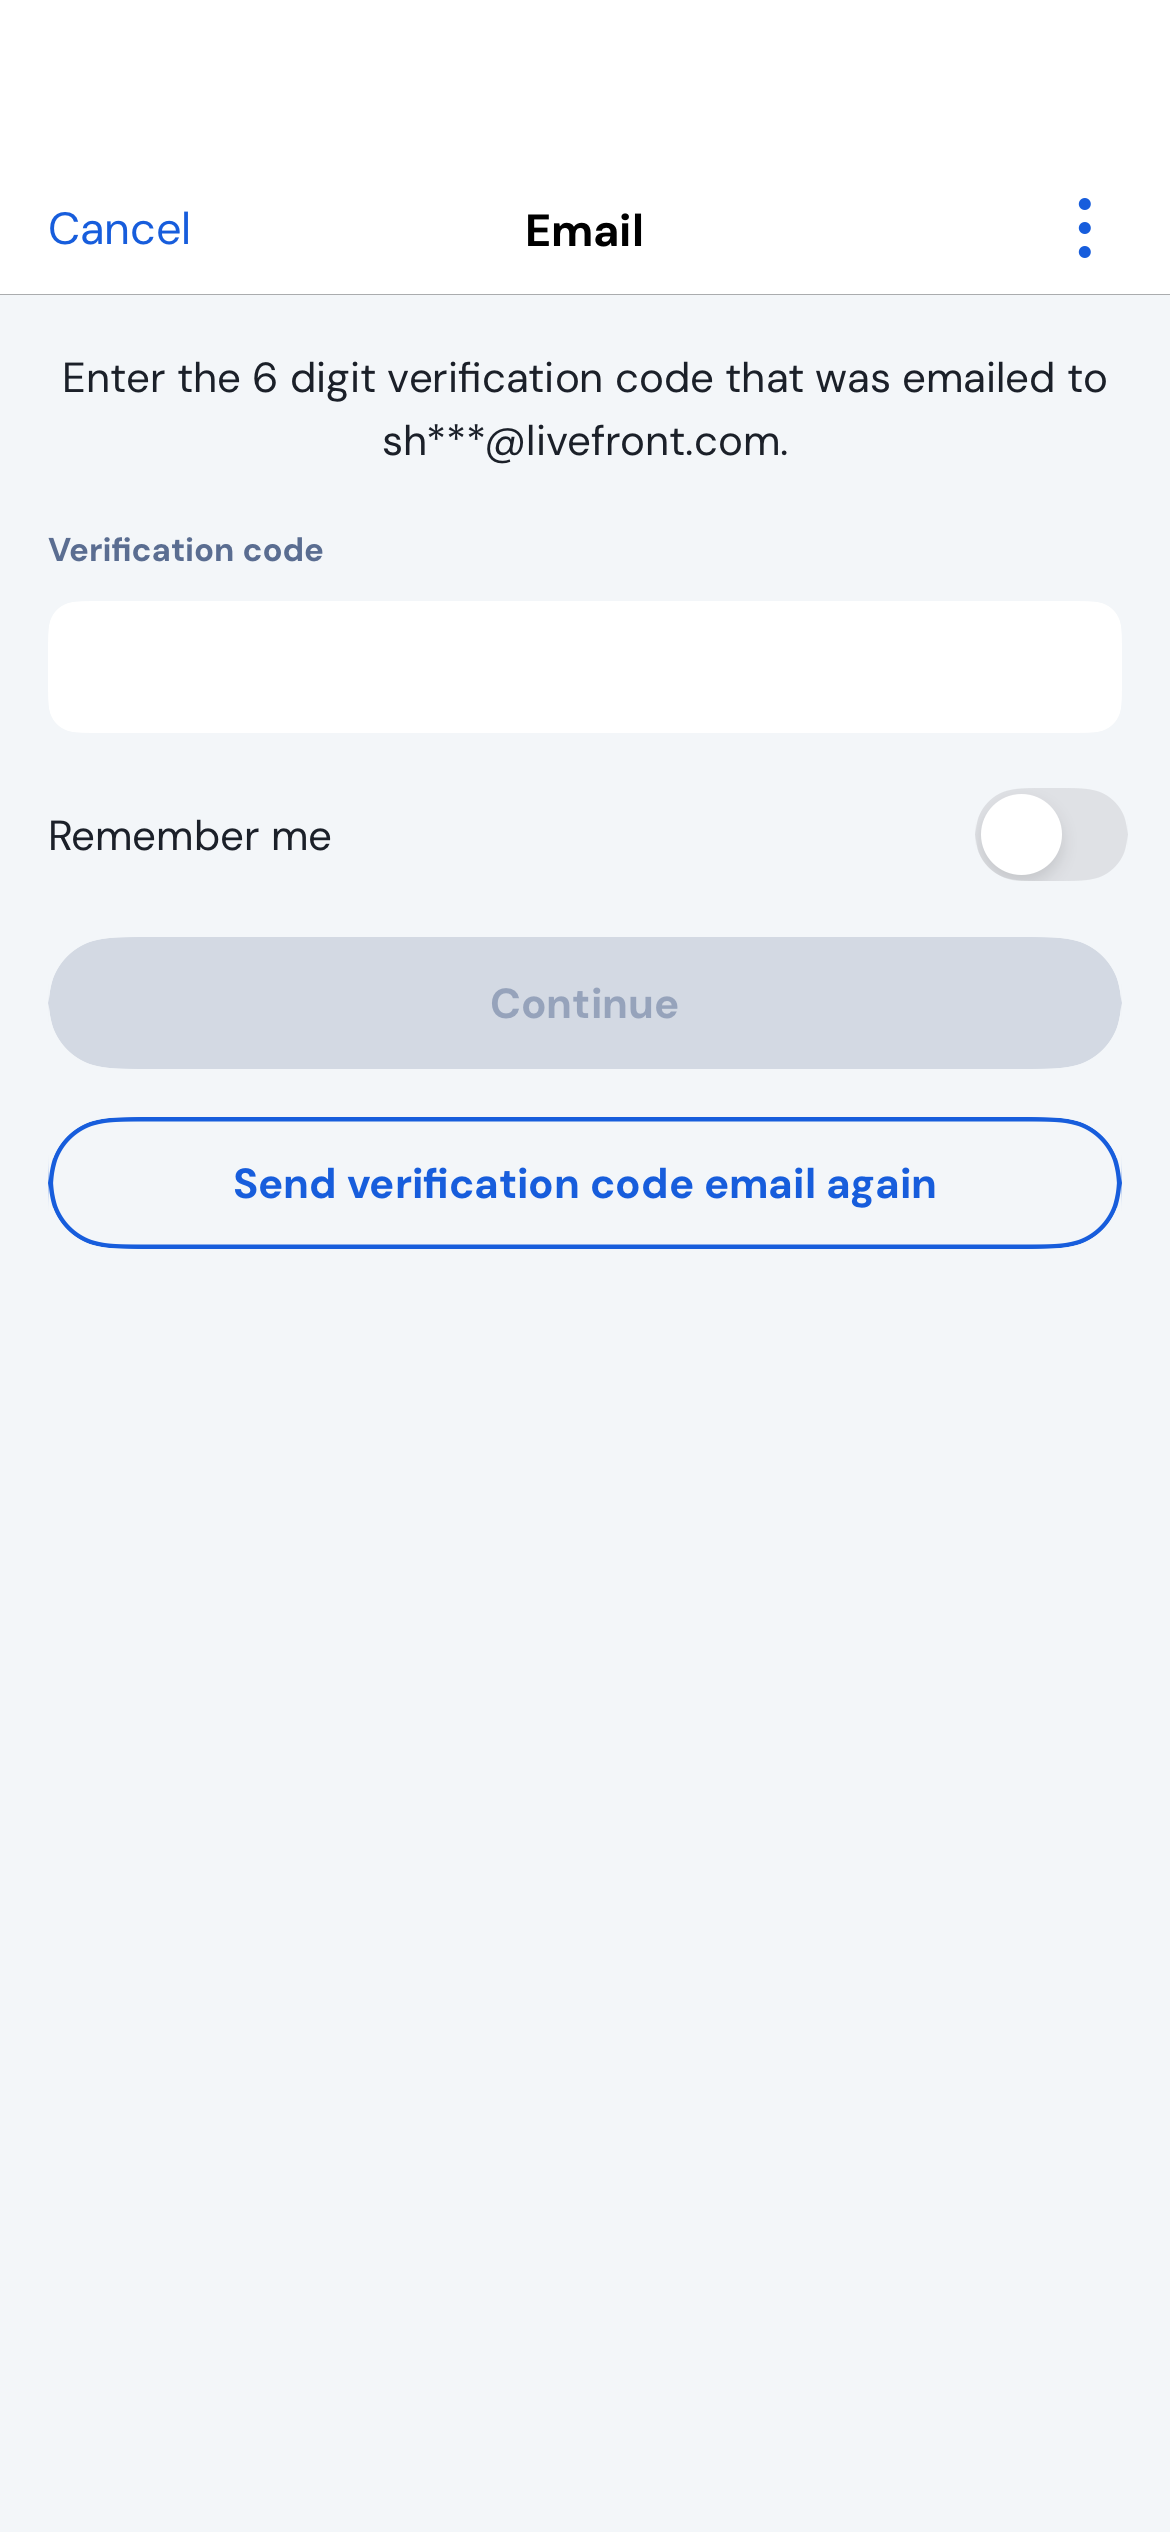 Cancel
Email
Enter the 6 digit verification code that was emailed to
sh***@livefront.com.
Verification code
Remember me
Continue
Send verification code email again